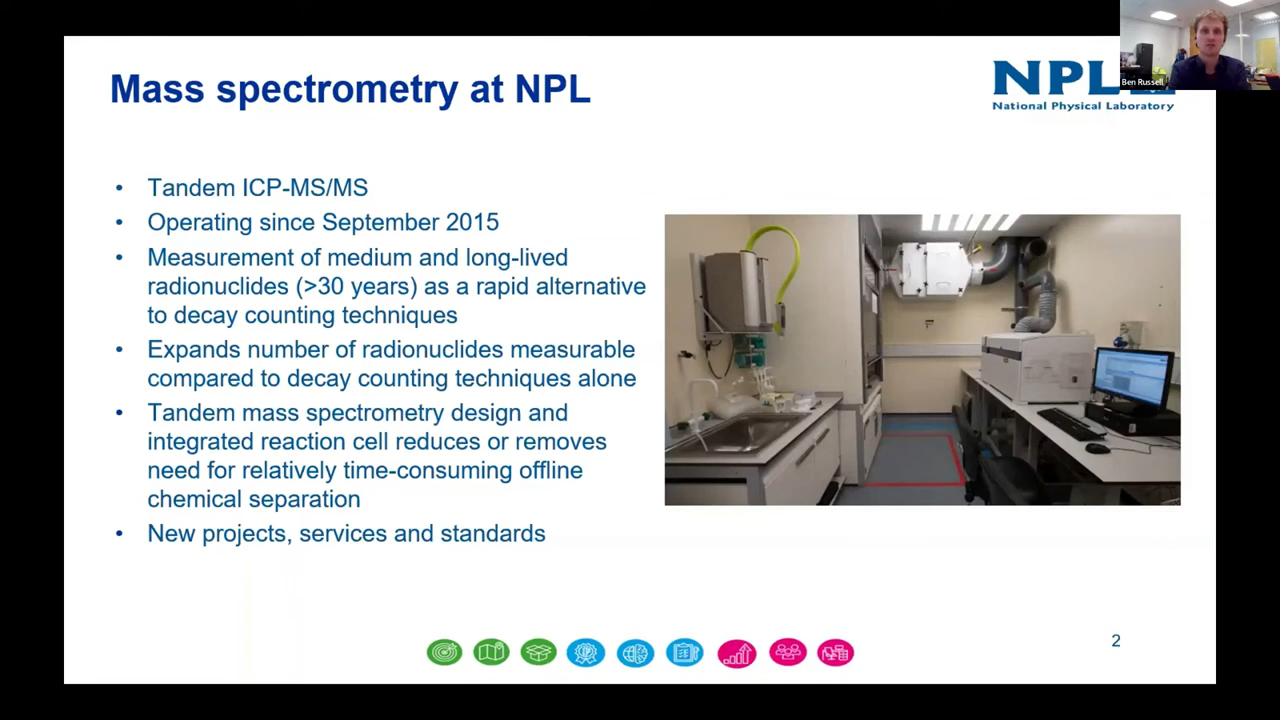 Mass spectrometry at NPL
NPL
National Physical Laboratory
Ben Russell
• Tandem ICP-MS/MS
• Operating since September 2015
• Measurement of medium and long-lived
radionuclides (>30 years) as a rapid alternative
to decay counting techniques
• Expands number of radionuclides measurable
compared to decay counting techniques alone
• Tandem mass spectrometry design and
integrated reaction cell reduces or removes
need for relatively time-consuming offline
chemical separation
• New projects, services and standards
2